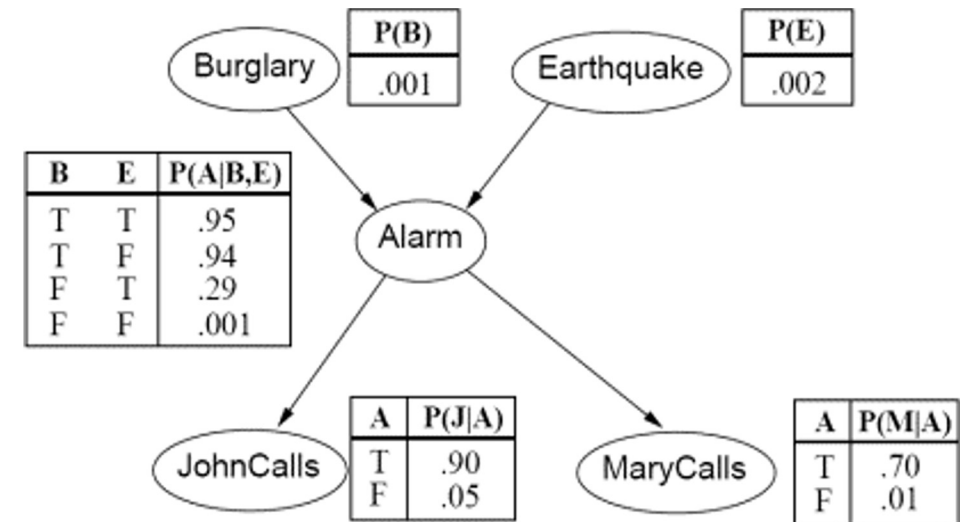 Burglary
P(B)
.001
Earthquake
P(E)
.002
B E P(A|B,E)
T T .95
T F .94
F T .29
F F .001
Alarm
JohnCalls
A P(J|A)
T .90
F .05
MaryCalls
A P(M|A)
T .70
F .01